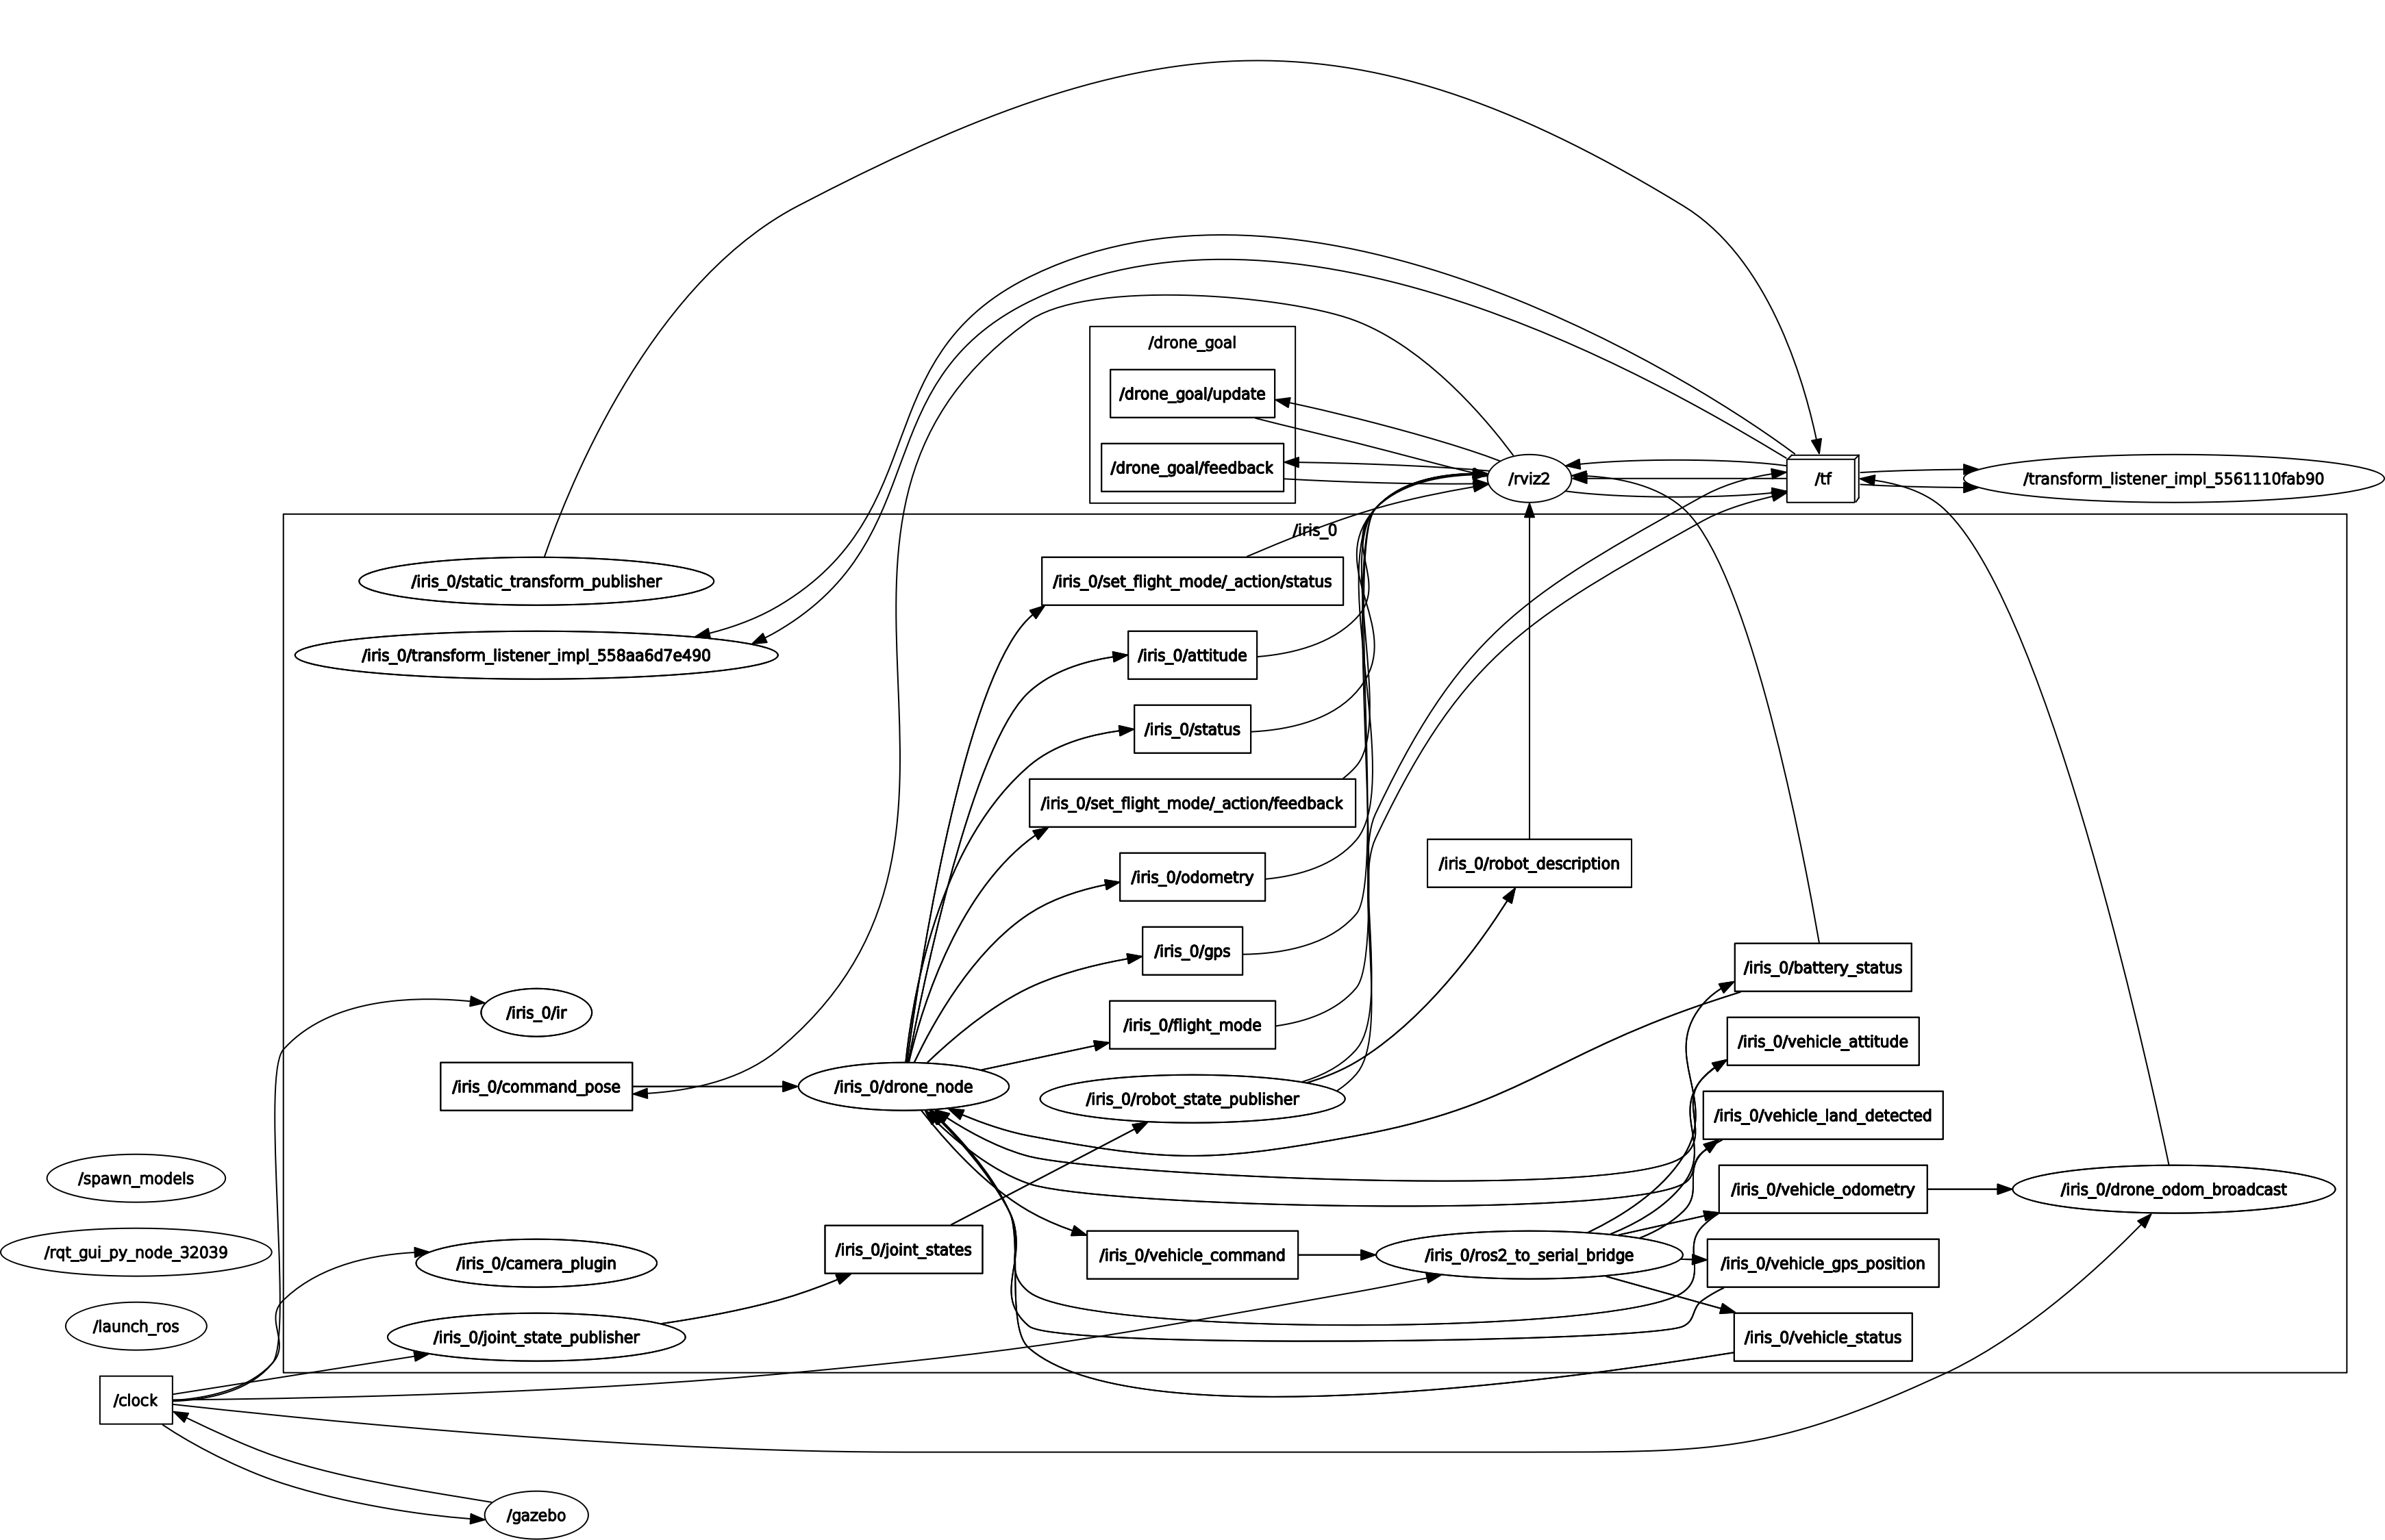 /drone_goal
/drone_goal/update
/drone_goal/feedback
/rviz2
/tf
/transform_listener_impl_5561110fab90
/iris_0
/iris_0/static_transform_publisher
/iris_0/set_flight_mode/_action/status
/iris_0/transform_listener_impl_558aa6d7e490
/iris_0/attitude
/iris_0/status
/iris_0/set_flight_mode/_action/feedback
/iris_0/robot_description
/iris_0/odometry
/iris_0/gps
/iris_0/battery_status
/iris_0/ir
/iris_0/flight_mode
/iris_0/vehicle_attitude
/iris_0/command_pose
/iris_0/drone_node
/iris_0/robot_state_publisher
/iris_0/vehicle_land_detected
/spawn_models
/iris_0/vehicle_odometry
/iris_0/drone_odom_broadcast
/rqt_gui_py_node_32039
/iris_0/camera_plugin
/iris_0/joint_states
/iris_0/vehicle_command
/iris_0/ros2_to_serial_bridge
/iris_0/vehicle_gps_position
/launch_ros
/iris_0/joint_state_publisher
/iris_0/vehicle_status
/clock
/gazebo